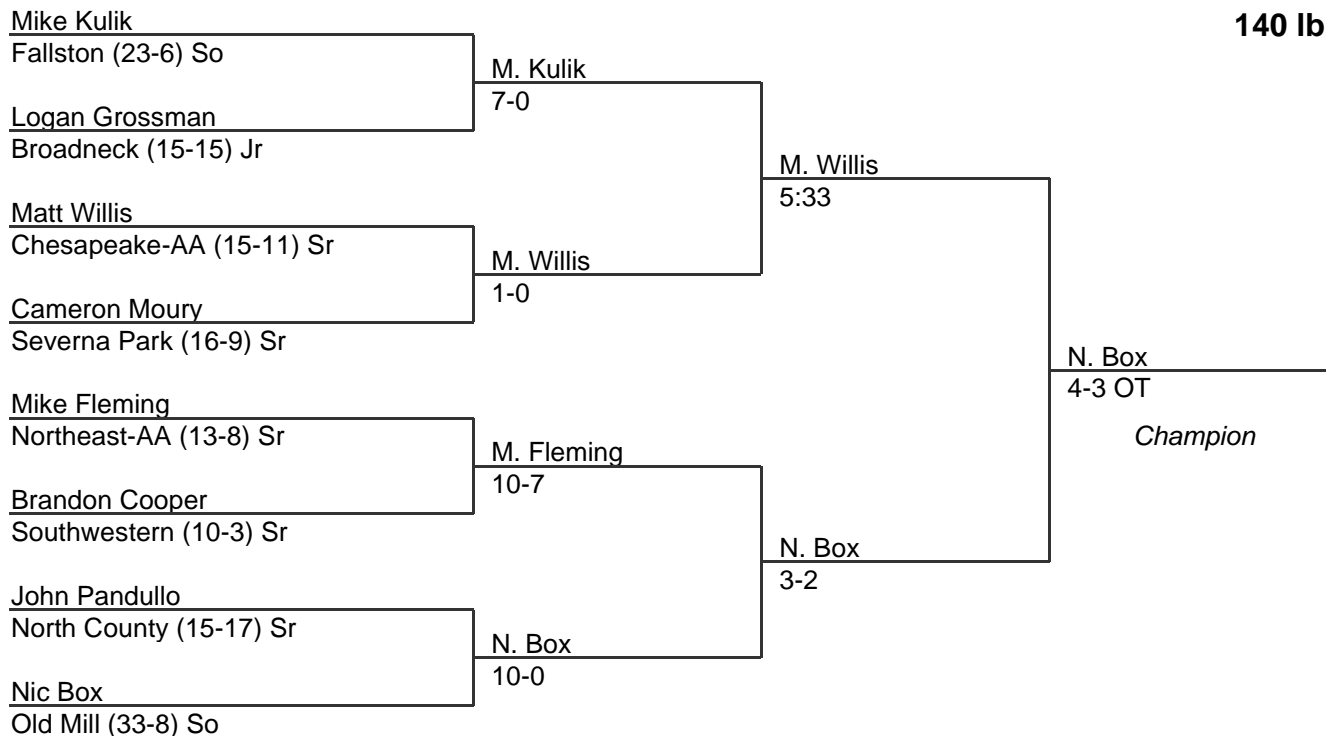 Mike Kulik
140 lb
Fallston (23-6) So
M. Kulik
7-0
Logan Grossman
Broadneck (15-15) Jr
M. Willis
5:33
Matt Willis
Chesapeake-AA (15-11) Sr
M. Willis
1-0
Cameron Moury
Severna Park (16-9) Sr
N. Box
4-3 OT
Champion
Mike Fleming
Northeast-AA (13-8) Sr
M. Fleming
10-7
Brandon Cooper
Southwestern (10-3) Sr
N. Box
3-2
John Pandullo
North County (15-17) Sr
N. Box
10-0
Nic Box
Old Mill (33-8) So